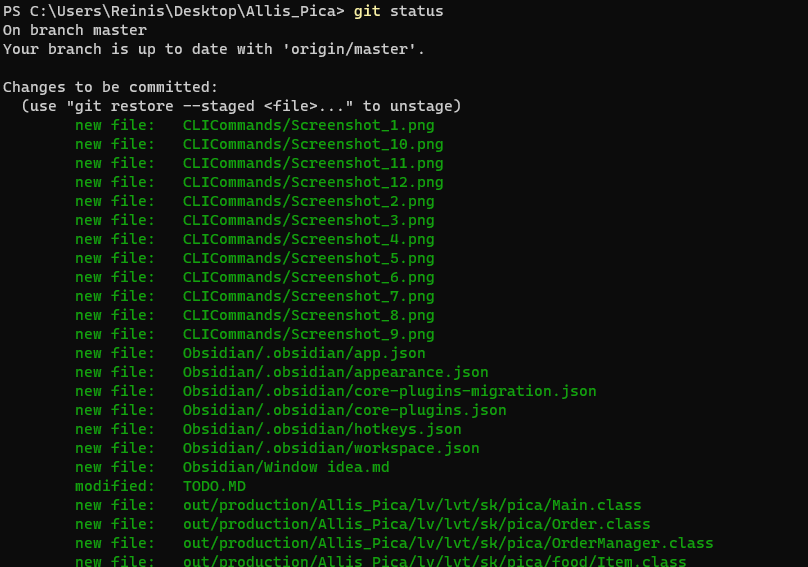 PS C:\Users\Reinis\Desktop\Allis_Pica> git status
On branch master
Your branch is up to date with 'origin/master'.
Changes to be committed:
(use "git restore --staged <file>..." to unstage)
new file: CLICommands/Screenshot_1.png
new file: CLICommands/Screenshot_10.png
new file: CLICommands/Screenshot_11.png
new file: CLICommands/Screenshot_12.png
new file: CLICommands/Screenshot_2.png
new file: CLICommands/Screenshot_3.png
new file: CLICommands/Screenshot_4.png
new file: CLICommands/Screenshot_5.png
new file: CLICommands/Screenshot_6.png
new file: CLICommands/Screenshot_7.png
new file: CLICommands/Screenshot_8.png
new file: CLICommands/Screenshot_9.png
new file: Obsidian/.obsidian/app.json
new file: Obsidian/.obsidian/appearance.json
new file: Obsidian/.obsidian/core-plugins-migration.json
new file: Obsidian/.obsidian/core-plugins.json
new file: Obsidian/.obsidian/hotkeys.json
new file: Obsidian/.obsidian/workspace.json
new file: Obsidian/Window idea.md
modified: TODO.MD
new file: out/production/Allis_Pica/lv/lvt/sk/pica/Main.class
new file: out/production/Allis_Pica/lv/lvt/sk/pica/Order.class
new file: out/production/Allis_Pica/lv/lvt/sk/pica/OrderManager.class
new file: out/production/Allis_Pica/lv/lvt/sk/pica/food/Item.class